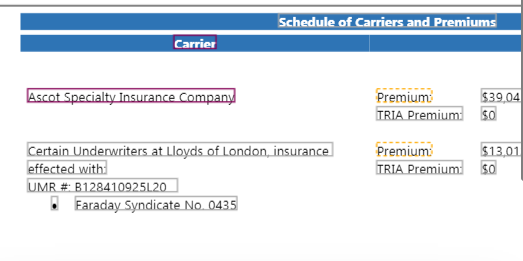 Schedule of Carriers and Premiums
Carrier
Ascot Specialty Insurance Company Premium: $39,04
TRIA Premium: $0
Certain Underwriters at Lloyds of London, insurance Premium: $13,01
effected with: TRIA Premium: $0
UMR #: B128410925L20
• Faraday Syndicate No. 0435